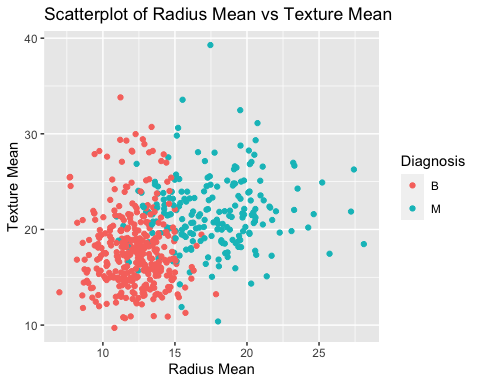 Scatterplot of Radius Mean vs Texture Mean
40
30
20
10
Texture Mean
10
15
20
25
Radius Mean
Diagnosis
B
M